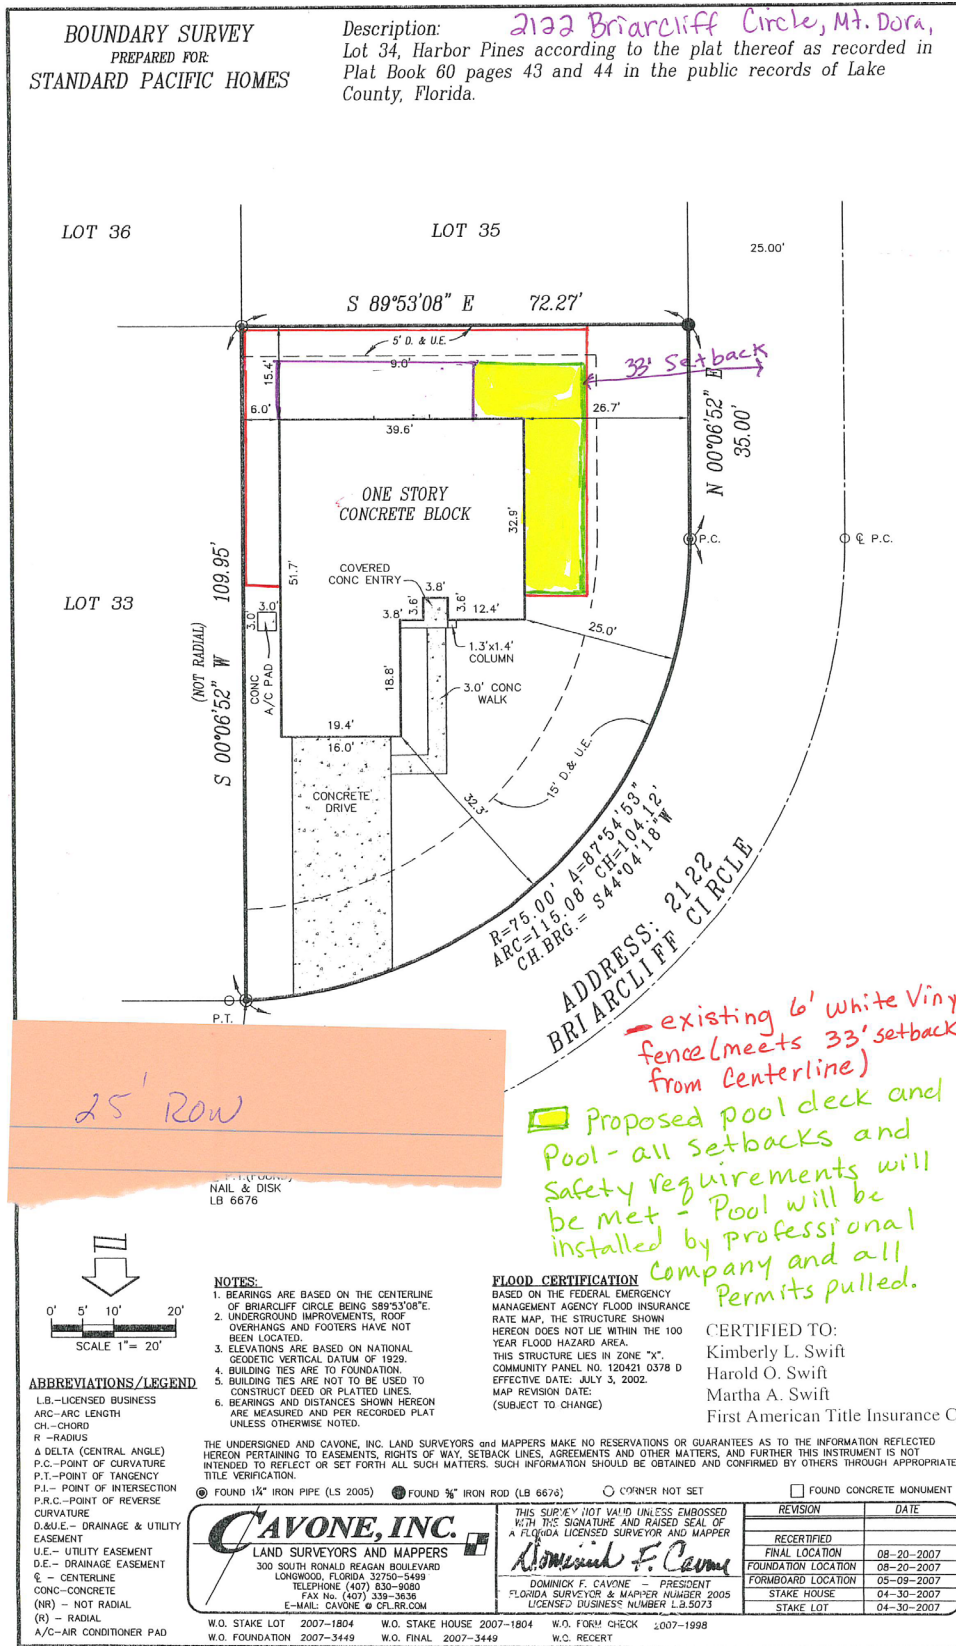 BOUNDARY SURVEY
PREPARED FOR:
STANDARD PACIFIC HOMES
Description: 2122 Briarcliff Circle, Mt. Dora,
Lot 34, Harbor Pines according to the plat thereof as recorded in
Plat Book 60 pages 43 and 44 in the public records of Lake
County, Florida.
LOT 36
LOT 35
25.00'
S 89°53'08" E 72.27'
5' D. & U.E.
9.0'
15.4'
33' Setback
6.0'
26.7'
39.6'
N 00°06'52" E
35.00'
ONE STORY
CONCRETE BLOCK
32.9'
P.C.
℄ P.C.
51.7'
COVERED
CONC ENTRY
3.8'
3.6'
3.6'
3.8'
12.4'
LOT 33
3.0'
3.0'
CONC
A/C PAD
(NOT RADIAL)
S 00°06'52" W 109.95'
25.0'
1.3'x1.4'
COLUMN
3.0' CONC
WALK
18.8'
19.4'
16.0'
CONCRETE
DRIVE
32.3'
15' D.& U.E.
R=75.00' Δ=87°54'53"
ARC=115.08' CH=104.12'
CH.BRG.= S44°04'18"W
ADDRESS: 2122
BRIARCLIFF CIRCLE
P.T.
- existing 6' white Viny
fence (meets 33' setback
from Centerline)
25' ROW
Proposed pool deck and
Pool - all setbacks and
Safety requirements will
be met - Pool will be
installed by professional
Company and all
Permits pulled.
NAIL & DISK
LB 6676
0' 5' 10' 20'
SCALE 1"= 20'
NOTES:
1. BEARINGS ARE BASED ON THE CENTERLINE
OF BRIARCLIFF CIRCLE BEING S89°53'08"E.
2. UNDERGROUND IMPROVEMENTS, ROOF
OVERHANGS AND FOOTERS HAVE NOT
BEEN LOCATED.
3. ELEVATIONS ARE BASED ON NATIONAL
GEODETIC VERTICAL DATUM OF 1929.
4. BUILDING TIES ARE TO FOUNDATION.
5. BUILDING TIES ARE NOT TO BE USED TO
CONSTRUCT DEED OR PLATTED LINES.
6. BEARINGS AND DISTANCES SHOWN HEREON
ARE MEASURED AND PER RECORDED PLAT
UNLESS OTHERWISE NOTED.
FLOOD CERTIFICATION
BASED ON THE FEDERAL EMERGENCY
MANAGEMENT AGENCY FLOOD INSURANCE
RATE MAP, THE STRUCTURE SHOWN
HEREON DOES NOT LIE WITHIN THE 100
YEAR FLOOD HAZARD AREA.
THIS STRUCTURE LIES IN ZONE "X".
COMMUNITY PANEL NO. 120421 0378 D
EFFECTIVE DATE: JULY 3, 2002.
MAP REVISION DATE:
(SUBJECT TO CHANGE)
CERTIFIED TO:
Kimberly L. Swift
Harold O. Swift
Martha A. Swift
First American Title Insurance C
ABBREVIATIONS/LEGEND
L.B.-LICENSED BUSINESS
ARC-ARC LENGTH
CH.-CHORD
R -RADIUS
Δ DELTA (CENTRAL ANGLE)
P.C.-POINT OF CURVATURE
P.T.-POINT OF TANGENCY
P.I.- POINT OF INTERSECTION
P.R.C.-POINT OF REVERSE
CURVATURE
D.&U.E.- DRAINAGE & UTILITY
EASEMENT
U.E.- UTILITY EASEMENT
D.E.- DRAINAGE EASEMENT
℄ - CENTERLINE
CONC-CONCRETE
(NR) - NOT RADIAL
(R) - RADIAL
A/C-AIR CONDITIONER PAD
THE UNDERSIGNED AND CAVONE, INC. LAND SURVEYORS and MAPPERS MAKE NO RESERVATIONS OR GUARANTEES AS TO THE INFORMATION REFLECTED
HEREON PERTAINING TO EASEMENTS, RIGHTS OF WAY, SETBACK LINES, AGREEMENTS AND OTHER MATTERS, AND FURTHER THIS INSTRUMENT IS NOT
INTENDED TO REFLECT OR SET FORTH ALL SUCH MATTERS. SUCH INFORMATION SHOULD BE OBTAINED AND CONFIRMED BY OTHERS THROUGH APPROPRIATE
TITLE VERIFICATION.
FOUND 1¼" IRON PIPE (LS 2005) FOUND ⅝" IRON ROD (LB 6676) CORNER NOT SET FOUND CONCRETE MONUMENT
CAVONE, INC.
LAND SURVEYORS AND MAPPERS
300 SOUTH RONALD REAGAN BOULEVARD
LONGWOOD, FLORIDA 32750-5499
TELEPHONE (407) 830-9080
FAX No. (407) 339-3636
E-MAIL: CAVONE @ CFL.RR.COM
THIS SURVEY NOT VALID UNLESS EMBOSSED
WITH THE SIGNATURE AND RAISED SEAL OF
A FLORIDA LICENSED SURVEYOR AND MAPPER
Dominick F. Cavone
DOMINICK F. CAVONE - PRESIDENT
FLORIDA SURVEYOR & MAPPER NUMBER 2005
LICENSED BUSINESS NUMBER L.B.5073
REVISION DATE
RECERTIFIED
FINAL LOCATION 08-20-2007
FOUNDATION LOCATION 08-20-2007
FORMBOARD LOCATION 05-09-2007
STAKE HOUSE 04-30-2007
STAKE LOT 04-30-2007
W.O. STAKE LOT 2007-1804 W.O. STAKE HOUSE 2007-1804 W.O. FORM CHECK 2007-1998
W.O. FOUNDATION 2007-3449 W.O. FINAL 2007-3449 W.O. RECERT